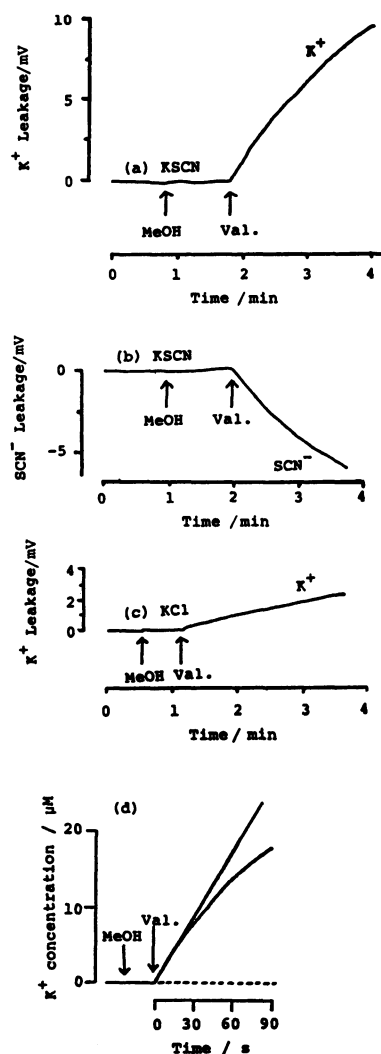 K+ Leakage/mV
10
5
0
K+
(a) KSCN
MeOH Val.
0 1 2 3 4
Time /min
SCN- Leakage/mV
0
-5
(b) KSCN
MeOH Val.
SCN-
0 1 2 3 4
Time /min
K+ Leakage/mV
4
2
0
K+
(c) KCl
MeOH Val.
0 1 2 3 4
Time / min
K+ concentration / μM
(d)
20
10
0
Val.
MeOH
0 30 60 90
Time / s